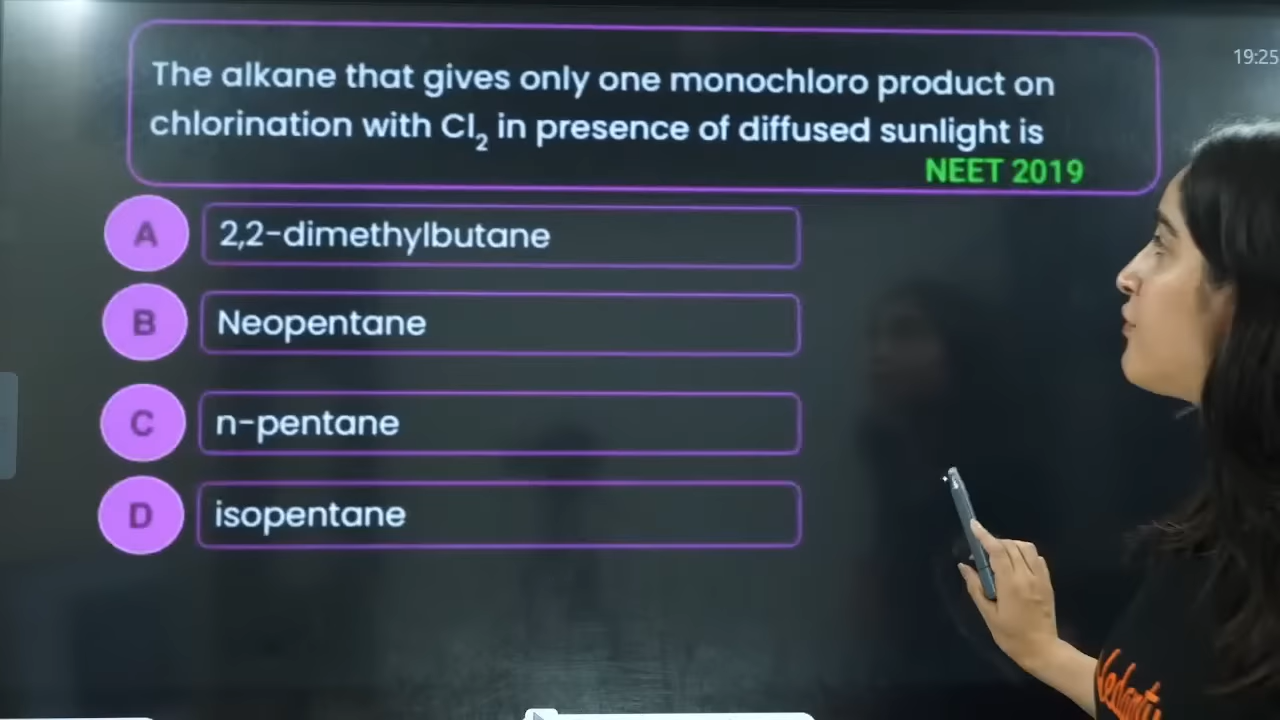 19:25
The alkane that gives only one monochloro product on
chlorination with Cl₂ in presence of diffused sunlight is
NEET 2019
A 2,2-dimethylbutane
B Neopentane
C n-pentane
D isopentane
Vedantu